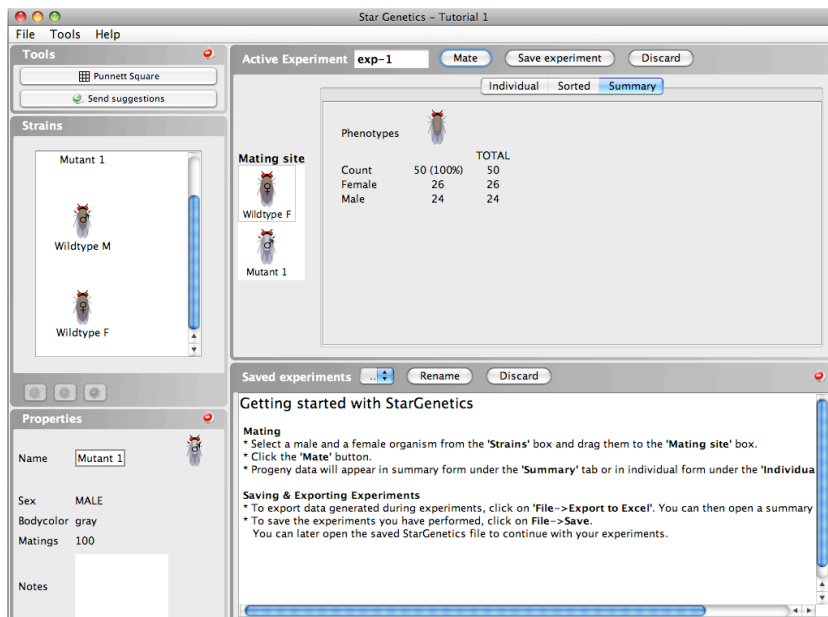 Star Genetics – Tutorial 1
File Tools Help
Tools
Punnett Square
Send suggestions
Strains
Mutant 1
Wildtype M
Wildtype F
Properties
Name Mutant 1
Sex MALE
Bodycolor gray
Matings 100
Notes
Active Experiment exp-1 Mate Save experiment Discard
Individual Sorted Summary
Mating site
Wildtype F
Mutant 1
Phenotypes
TOTAL
Count 50 (100%) 50
Female 26 26
Male 24 24
Saved experiments .. Rename Discard
Getting started with StarGenetics
Mating
* Select a male and a female organism from the 'Strains' box and drag them to the 'Mating site' box.
* Click the 'Mate' button.
* Progeny data will appear in summary form under the 'Summary' tab or in individual form under the 'Individua
Saving & Exporting Experiments
* To export data generated during experiments, click on 'File->Export to Excel'. You can then open a summary
* To save the experiments you have performed, click on File->Save.
You can later open the saved StarGenetics file to continue with your experiments.